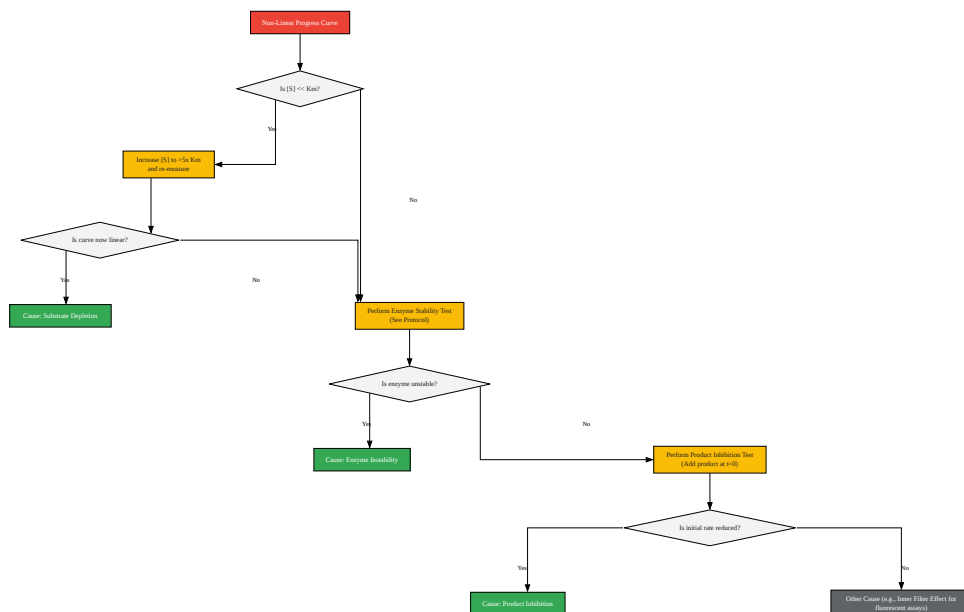 Non-Linear Progress Curve
Is [S] << Km?
Yes
Increase [S] to >5x Km
and re-measure
No
Is curve now linear?
Yes
No
Cause: Substrate Depletion
Perform Enzyme Stability Test
(See Protocol)
Is enzyme unstable?
Yes
No
Cause: Enzyme Instability
Perform Product Inhibition Test
(Add product at t=0)
Is initial rate reduced?
Yes
No
Cause: Product Inhibition
Other Cause (e.g., Inner Filter Effect for
fluorescent assays)